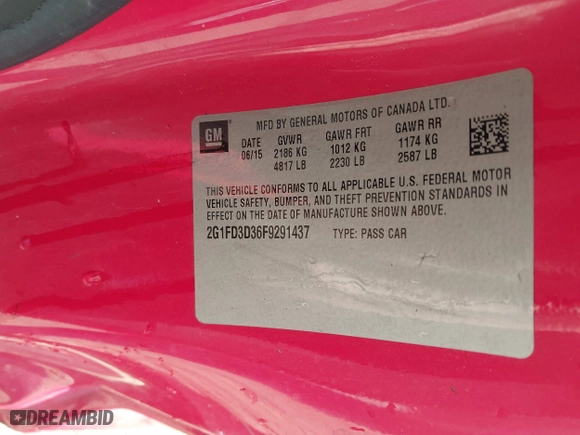 GM
MFD BY GENERAL MOTORS OF CANADA LTD.
DATE GVWR GAWR FRT GAWR RR
06/15 2186 KG 1012 KG 1174 KG
4817 LB 2230 LB 2587 LB
THIS VEHICLE CONFORMS TO ALL APPLICABLE U.S. FEDERAL MOTOR
VEHICLE SAFETY, BUMPER, AND THEFT PREVENTION STANDARDS IN
EFFECT ON THE DATE OF MANUFACTURE SHOWN ABOVE.
2G1FD3D36F9291437 TYPE: PASS CAR
DREAMBID